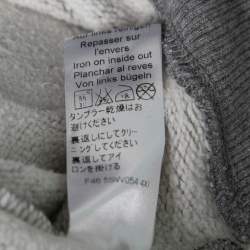 Nur links reinigen
Repasser sur
l'envers
Iron on inside out
Planchar al reves
Von links bügeln
タンブラー乾燥はお
避けください
裏返しにしてクリー
ニングしてください
裏返しにしてアイ
ロンを掛ける